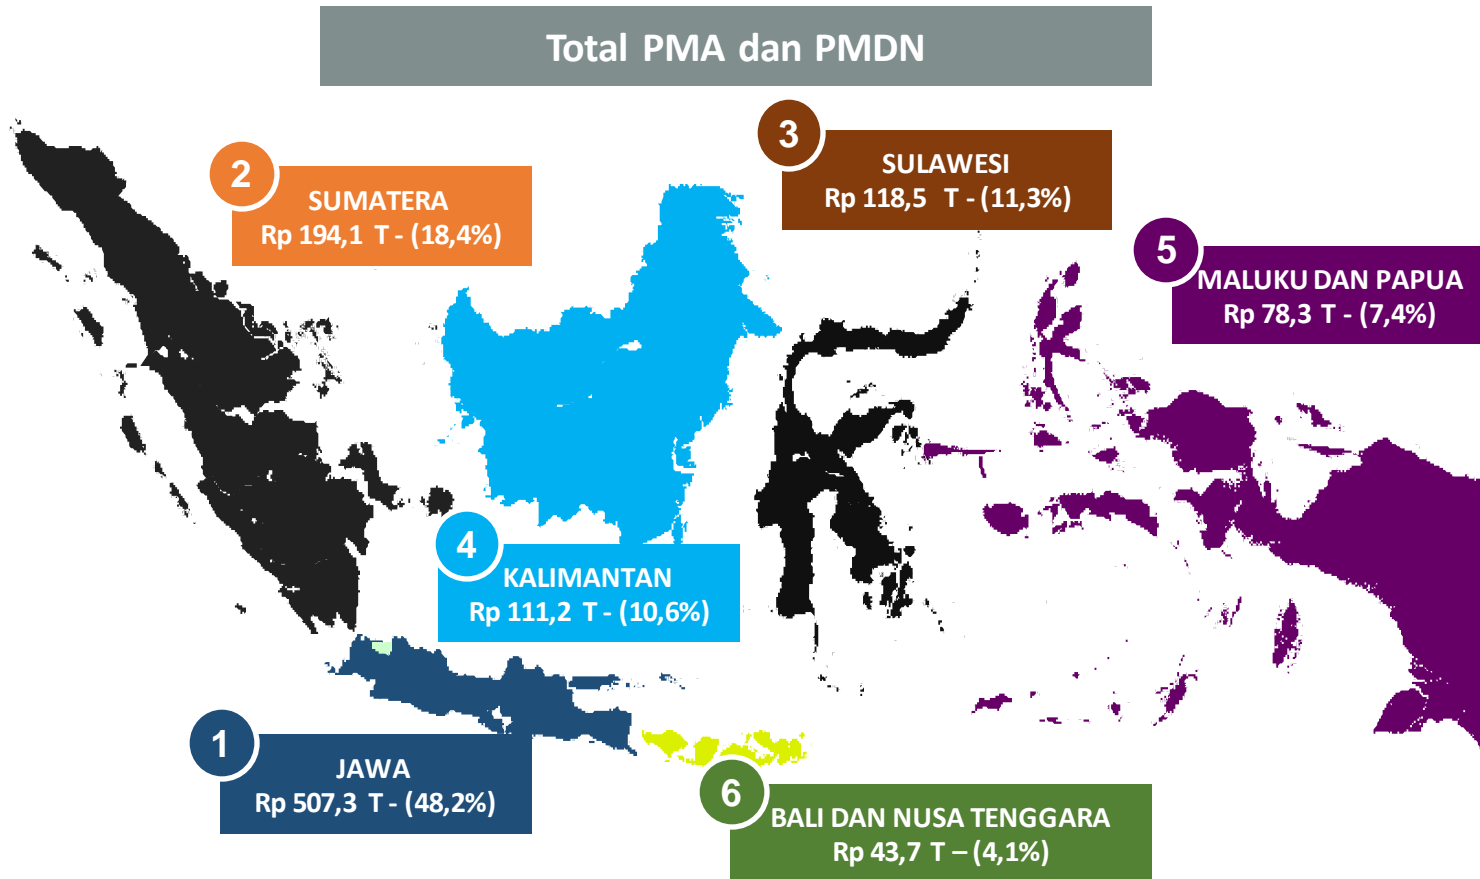 Total PMA dan PMDN
3
SULAWESI
Rp 118,5 T - (11,3%)
2
SUMATERA
Rp 194,1 T - (18,4%)
5
MALUKU DAN PAPUA
Rp 78,3 T - (7,4%)
4
KALIMANTAN
Rp 111,2 T - (10,6%)
1
JAWA
Rp 507,3 T - (48,2%)
6
BALI DAN NUSA TENGGARA
Rp 43,7 T – (4,1%)